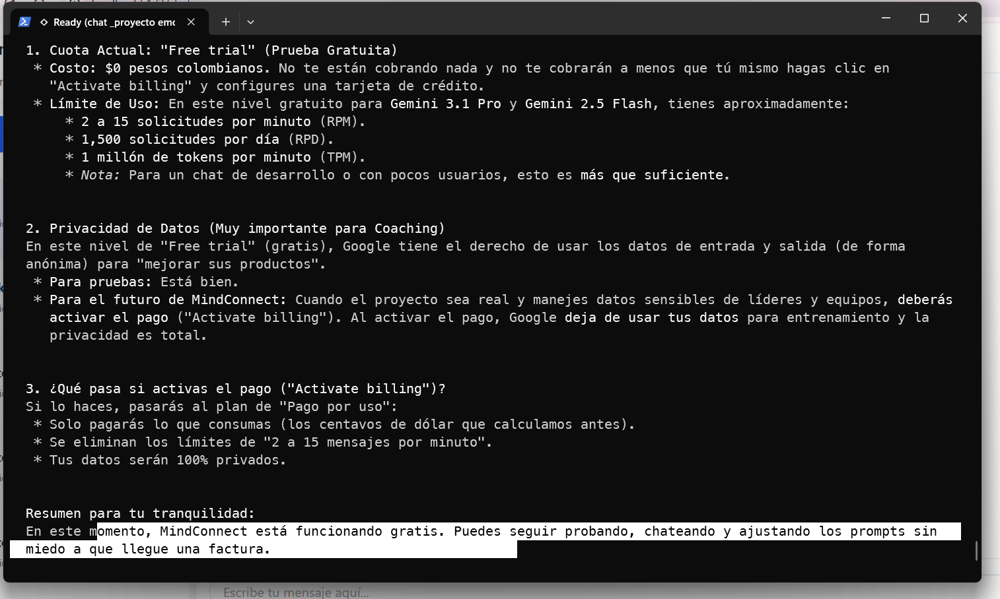 Ready (chat _proyecto emo
1. Cuota Actual: "Free trial" (Prueba Gratuita)
* Costo: $0 pesos colombianos. No te están cobrando nada y no te cobrarán a menos que tú mismo hagas clic en
"Activate billing" y configures una tarjeta de crédito.
* Límite de Uso: En este nivel gratuito para Gemini 3.1 Pro y Gemini 2.5 Flash, tienes aproximadamente:
* 2 a 15 solicitudes por minuto (RPM).
* 1,500 solicitudes por día (RPD).
* 1 millón de tokens por minuto (TPM).
* Nota: Para un chat de desarrollo o con pocos usuarios, esto es más que suficiente.
2. Privacidad de Datos (Muy importante para Coaching)
En este nivel de "Free trial" (gratis), Google tiene el derecho de usar los datos de entrada y salida (de forma
anónima) para "mejorar sus productos".
* Para pruebas: Está bien.
* Para el futuro de MindConnect: Cuando el proyecto sea real y manejes datos sensibles de líderes y equipos, deberás
activar el pago ("Activate billing"). Al activar el pago, Google deja de usar tus datos para entrenamiento y la
privacidad es total.
3. ¿Qué pasa si activas el pago ("Activate billing")?
Si lo haces, pasarás al plan de "Pago por uso":
* Solo pagarás lo que consumas (los centavos de dólar que calculamos antes).
* Se eliminan los límites de "2 a 15 mensajes por minuto".
* Tus datos serán 100% privados.
Resumen para tu tranquilidad:
En este momento, MindConnect está funcionando gratis. Puedes seguir probando, chateando y ajustando los prompts sin
miedo a que llegue una factura.
Escribe tu mensaje aquí...